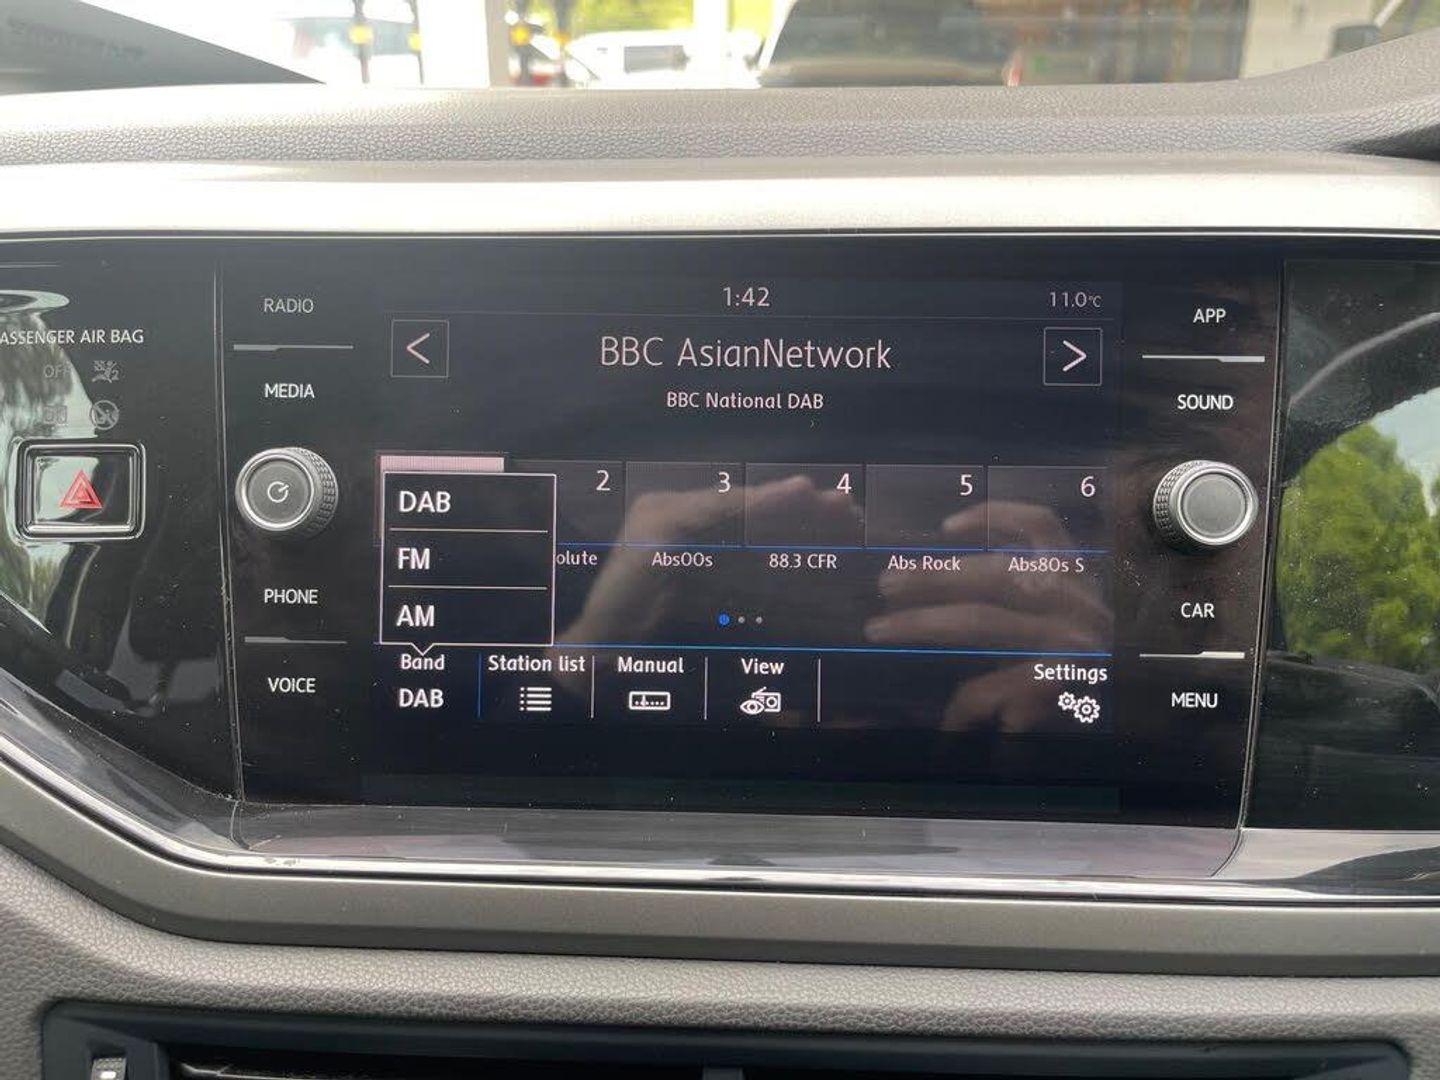 RADIO
1:42
11.0°C
APP
ASSENGER AIR BAG
<
BBC AsianNetwork
>
OFF
MEDIA
BBC National DAB
SOUND
2
3
4
5
6
DAB
FM
AM
olute
Abs00s
88.3 CFR
Abs Rock
Abs80s S
PHONE
CAR
Band
Station list
Manual
View
Settings
VOICE
DAB
MENU